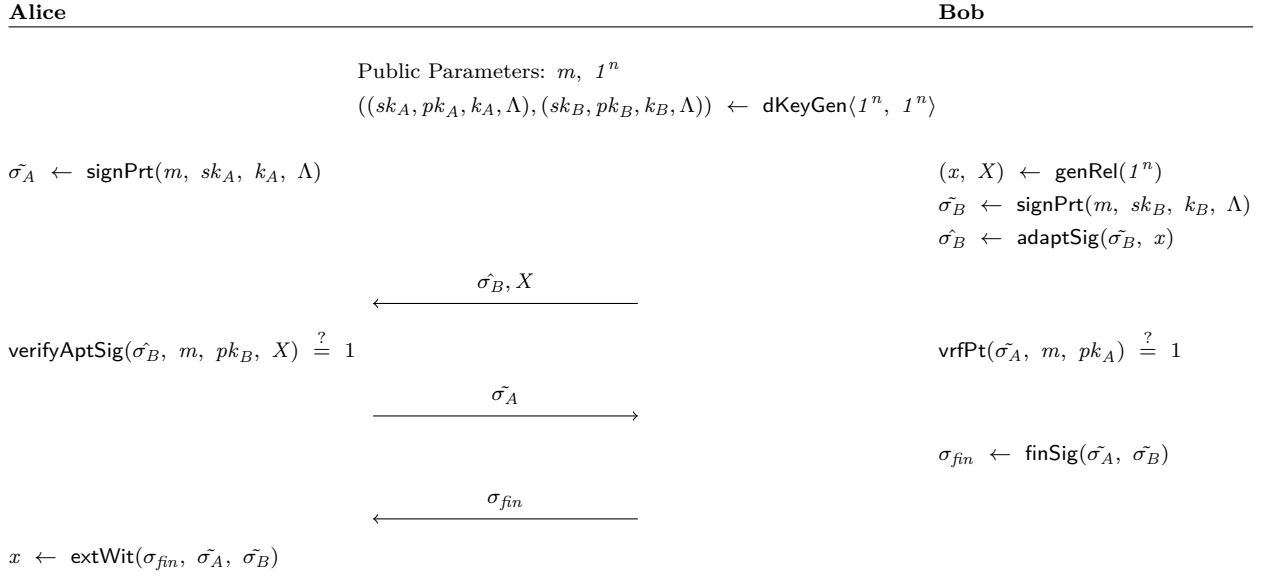 Alice Bob
Public Parameters: m, 1^n
((sk_A, pk_A, k_A, Λ), (sk_B, pk_B, k_B, Λ)) ← dKeyGen⟨1^n, 1^n⟩
σ̃_A ← signPrt(m, sk_A, k_A, Λ) (x, X) ← genRel(1^n)
σ̃_B ← signPrt(m, sk_B, k_B, Λ)
σ̂_B ← adaptSig(σ̃_B, x)
σ̂_B, X
verifyAptSig(σ̂_B, m, pk_B, X) ≟ 1 vrfPt(σ̃_A, m, pk_A) ≟ 1
σ̃_A
σ_fin ← finSig(σ̃_A, σ̃_B)
σ_fin
x ← extWit(σ_fin, σ̃_A, σ̃_B)